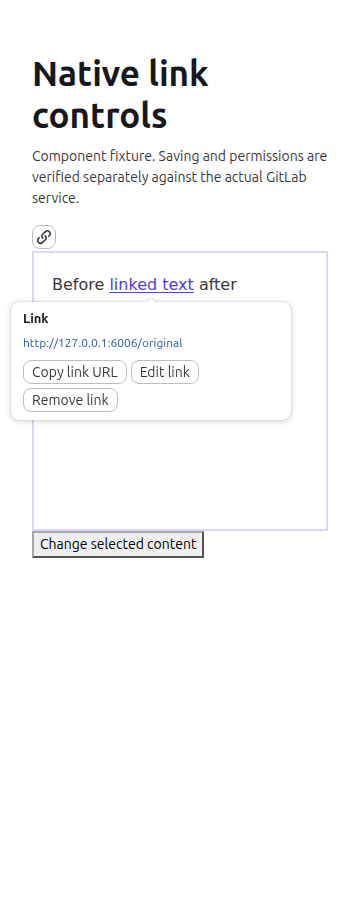 Native link
controls
Component fixture. Saving and permissions are
verified separately against the actual GitLab
service.
Before linked text after
Link
http://127.0.0.1:6006/original
Copy link URL
Edit link
Remove link
Change selected content